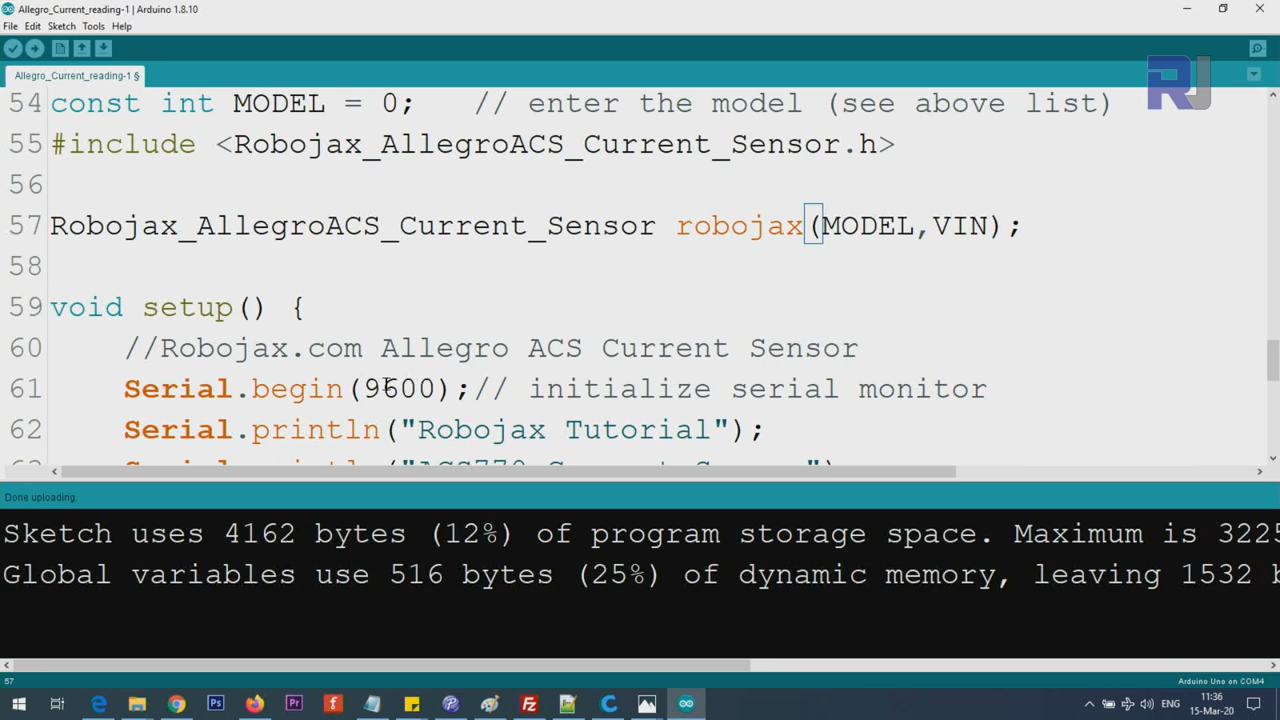 Allegro_Current_reading-1 | Arduino 1.8.10
File Edit Sketch Tools Help
Allegro_Current_reading-1 §
RJ
54 const int MODEL = 0; // enter the model (see above list)
55 #include <Robojax_AllegroACS_Current_Sensor.h>
56
57 Robojax_AllegroACS_Current_Sensor robojax(MODEL,VIN);
58
59 void setup() {
60 //Robojax.com Allegro ACS Current Sensor
61 Serial.begin(9600);// initialize serial monitor
62 Serial.println("Robojax Tutorial");
Done uploading.
Sketch uses 4162 bytes (12%) of program storage space. Maximum is 3225
Global variables use 516 bytes (25%) of dynamic memory, leaving 1532 b
57
Arduino Uno on COM4
Ps Pr f Fz C
ENG
11:36
15-Mar-20